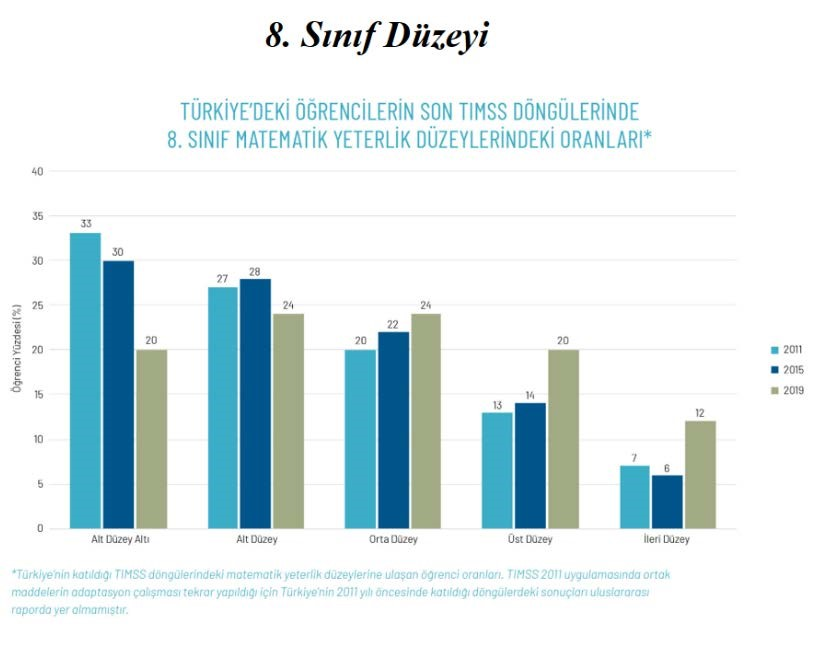 8. Sınıf Düzeyi
TÜRKİYE'DEKİ ÖĞRENCİLERİN SON TIMSS DÖNGÜLERİNDE
8. SINIF MATEMATİK YETERLİK DÜZEYLERİNDEKİ ORANLARI*
Öğrenci Yüzdesi (%)
40
35
30
25
20
15
10
5
0
33
30
20
27
28
24
20
22
24
13
14
20
7
6
12
Alt Düzey Altı
Alt Düzey
Orta Düzey
Üst Düzey
İleri Düzey
2011
2015
2019
*Türkiye'nin katıldığı TIMSS döngülerindeki matematik yeterlik düzeylerine ulaşan öğrenci oranları. TIMSS 2011 uygulamasında ortak
maddelerin adaptasyon çalışması tekrar yapıldığı için Türkiye'nin 2011 yılı öncesinde katıldığı döngülerdeki sonuçları uluslararası
raporda yer almamıştır.